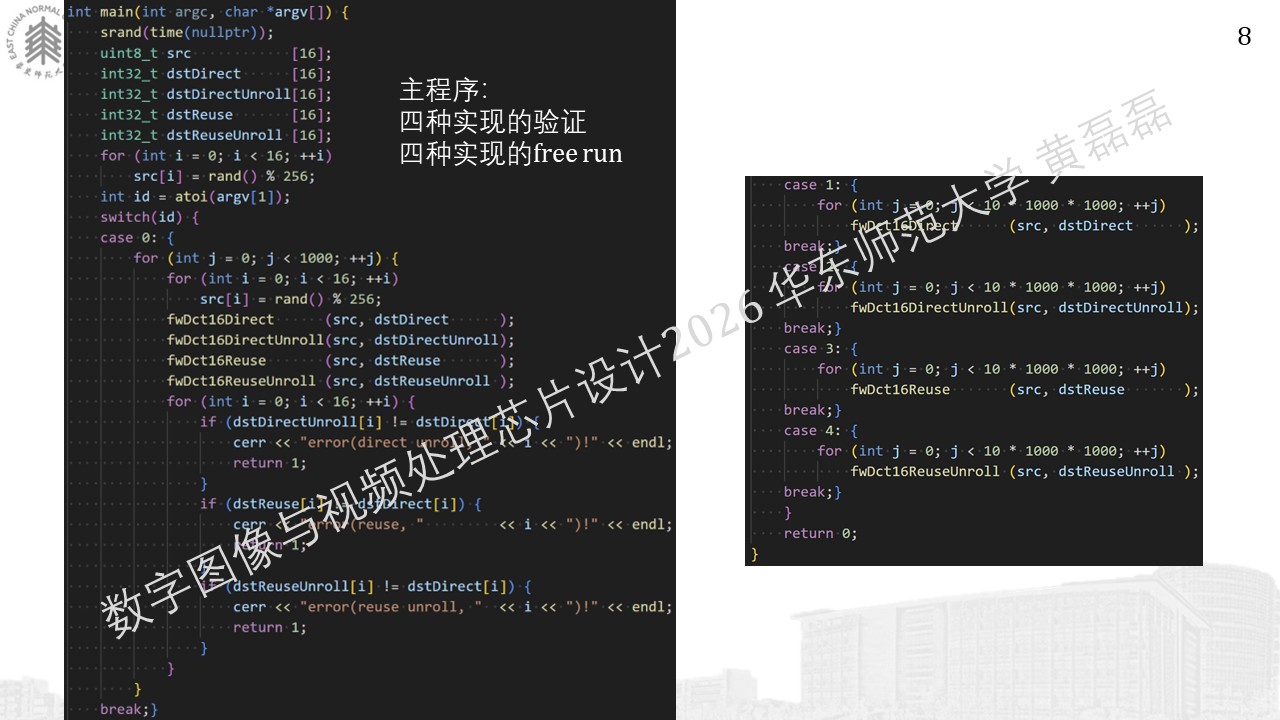 int main(int argc, char *argv[]) {
    srand(time(nullptr));
    uint8_t src            [16];
    int32_t dstDirect      [16];
    int32_t dstDirectUnroll[16];
    int32_t dstReuse       [16];
    int32_t dstReuseUnroll [16];
    for (int i = 0; i < 16; ++i)
        src[i] = rand() % 256;
    int id = atoi(argv[1]);
    switch(id) {
    case 0: {
        for (int j = 0; j < 1000; ++j) {
            for (int i = 0; i < 16; ++i)
                src[i] = rand() % 256;
            fwDct16Direct      (src, dstDirect      );
            fwDct16DirectUnroll(src, dstDirectUnroll);
            fwDct16Reuse       (src, dstReuse       );
            fwDct16ReuseUnroll (src, dstReuseUnroll );
            for (int i = 0; i < 16; ++i) {
                if (dstDirectUnroll[i] != dstDirect[i]) {
                    cerr << "error(direct unroll, " << i << ")!" << endl;
                    return 1;
                }
                if (dstReuse[i] != dstDirect[i]) {
                    cerr << "error(reuse, "         << i << ")!" << endl;
                    return 1;
                }
                if (dstReuseUnroll[i] != dstDirect[i]) {
                    cerr << "error(reuse unroll, "  << i << ")!" << endl;
                    return 1;
                }
            }
        }
    break;}
主程序:
四种实现的验证
四种实现的free run
8
    case 1: {
        for (int j = 0; j < 10 * 1000 * 1000; ++j)
            fwDct16Direct      (src, dstDirect      );
    break;}
    case 2: {
        for (int j = 0; j < 10 * 1000 * 1000; ++j)
            fwDct16DirectUnroll(src, dstDirectUnroll);
    break;}
    case 3: {
        for (int j = 0; j < 10 * 1000 * 1000; ++j)
            fwDct16Reuse       (src, dstReuse       );
    break;}
    case 4: {
        for (int j = 0; j < 10 * 1000 * 1000; ++j)
            fwDct16ReuseUnroll (src, dstReuseUnroll );
    break;}
    }
    return 0;
}
数字图像与视频处理芯片设计2026 华东师范大学 黄磊磊